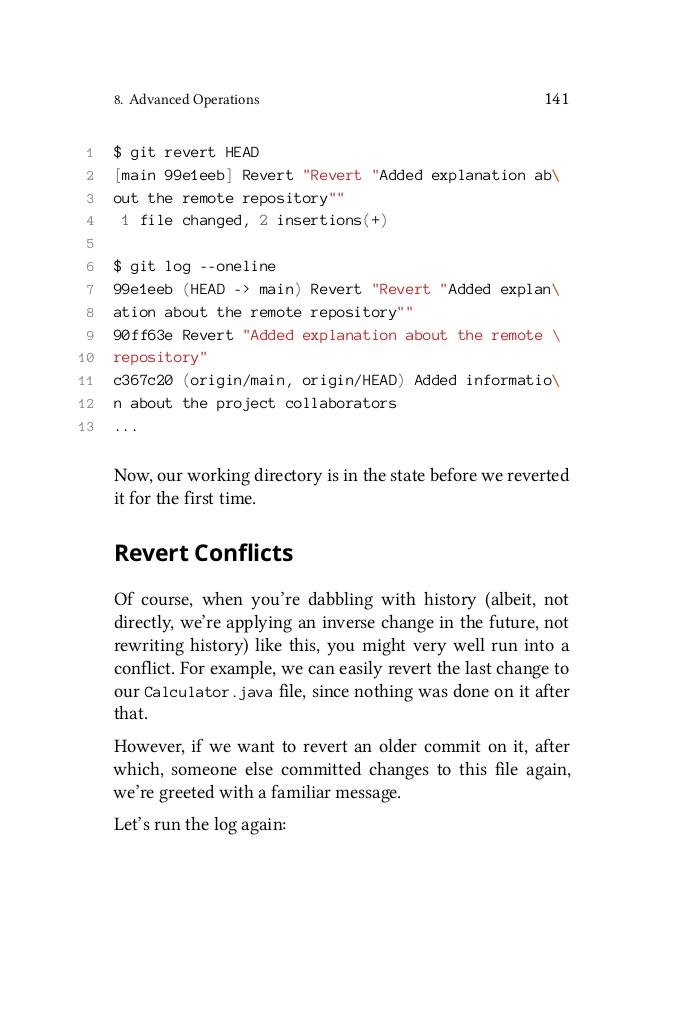 8. Advanced Operations 141
1 $ git revert HEAD
2 [main 99e1eeb] Revert "Revert "Added explanation ab\
3 out the remote repository""
4  1 file changed, 2 insertions(+)
5
6 $ git log --oneline
7 99e1eeb (HEAD -> main) Revert "Revert "Added explan\
8 ation about the remote repository""
9 90ff63e Revert "Added explanation about the remote \
10 repository"
11 c367c20 (origin/main, origin/HEAD) Added informatio\
12 n about the project collaborators
13 ...
Now, our working directory is in the state before we reverted
it for the first time.
Revert Conflicts
Of course, when you're dabbling with history (albeit, not
directly, we're applying an inverse change in the future, not
rewriting history) like this, you might very well run into a
conflict. For example, we can easily revert the last change to
our Calculator.java file, since nothing was done on it after
that.
However, if we want to revert an older commit on it, after
which, someone else committed changes to this file again,
we're greeted with a familiar message.
Let's run the log again: